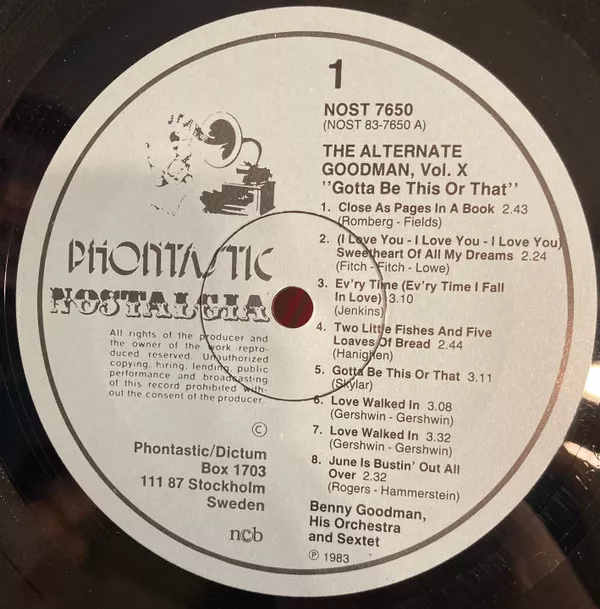 1
NOST 7650
(NOST 83-7650 A)
THE ALTERNATE
GOODMAN, Vol. X
"Gotta Be This Or That"
1. Close As Pages In A Book 2.43
(Romberg - Fields)
2. (I Love You - I Love You - I Love You)
Sweetheart Of All My Dreams 2.24
(Fitch - Fitch - Lowe)
3. Ev'ry Time (Ev'ry Time I Fall
In Love) 3.10
(Jenkins)
4. Two Little Fishes And Five
Loaves Of Bread 2.44
(Hanighen)
5. Gotta Be This Or That 3.11
(Skylar)
6. Love Walked In 3.08
(Gershwin - Gershwin)
7. Love Walked In 3.32
(Gershwin - Gershwin)
8. June Is Bustin' Out All
Over 2.32
(Rogers - Hammerstein)
Benny Goodman,
His Orchestra
and Sextet
℗ 1983
PHONTASTIC
NOSTALGIA
All rights of the producer and
the owner of the work repro-
duced reserved. Unauthorized
copying, hiring, lending, public
performance and broadcasting
of this record prohibited with-
out the consent of the producer.
©
Phontastic/Dictum
Box 1703
111 87 Stockholm
Sweden
ncb